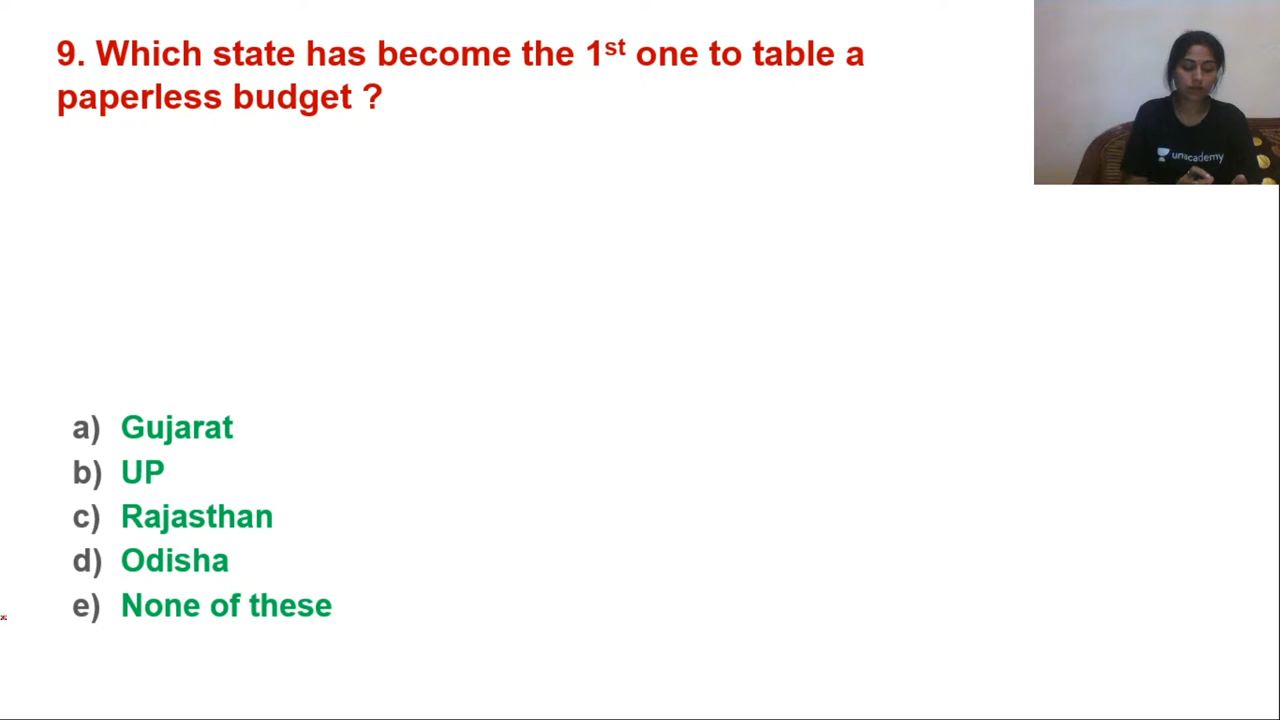 9. Which state has become the 1st one to table a
paperless budget ?
unacademy
a) Gujarat
b) UP
c) Rajasthan
d) Odisha
e) None of these